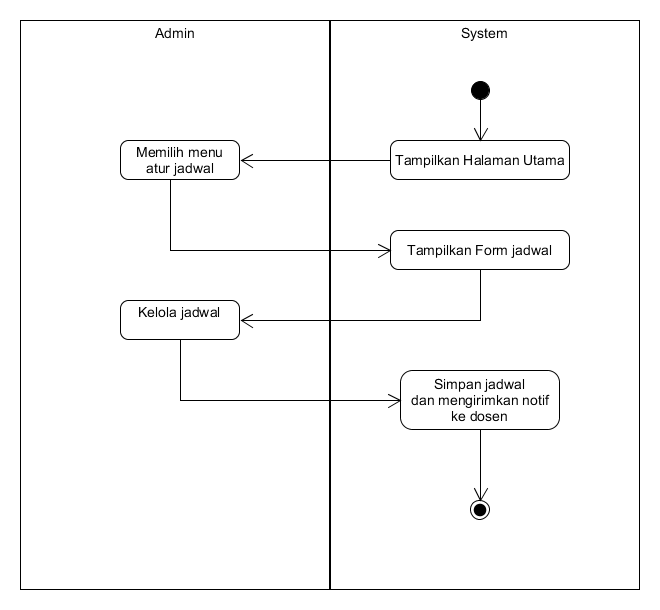 Admin
System
Tampilkan Halaman Utama
Memilih menu
atur jadwal
Tampilkan Form jadwal
Kelola jadwal
Simpan jadwal
dan mengirimkan notif
ke dosen